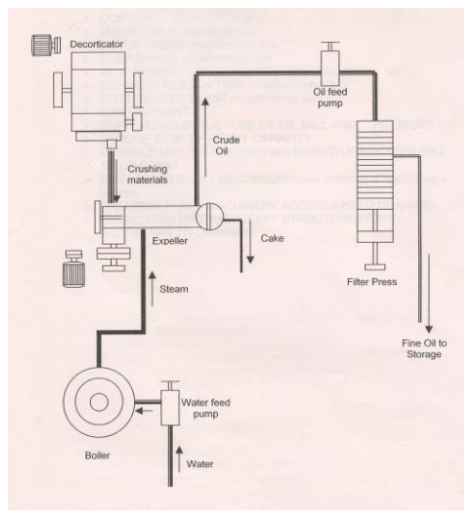 Decorticator
Oil feed
pump
Crude
Oil
Crushing
materials
Expeller
Cake
Steam
Filter Press
Fine Oil to
Storage
Water feed
pump
Boiler
Water